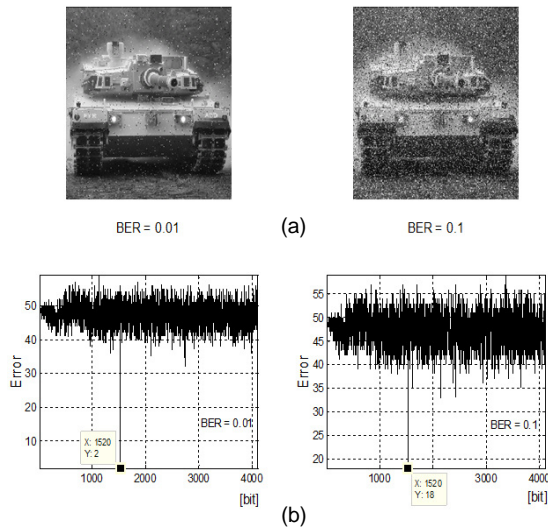 BER = 0.01
BER = 0.1
(a)
50
40
30
20
10
Error
BER = 0.01
X: 1520
Y: 2
1000 2000 3000 4000
[bit]
55
50
45
40
35
30
25
20
Error
BER = 0.1
X: 1520
Y: 18
1000 2000 3000 4000
[bit]
(b)